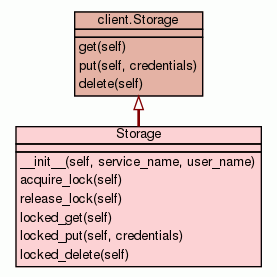 client.Storage
get(self)
put(self, credentials)
delete(self)
Storage
__init__(self, service_name, user_name)
acquire_lock(self)
release_lock(self)
locked_get(self)
locked_put(self, credentials)
locked_delete(self)